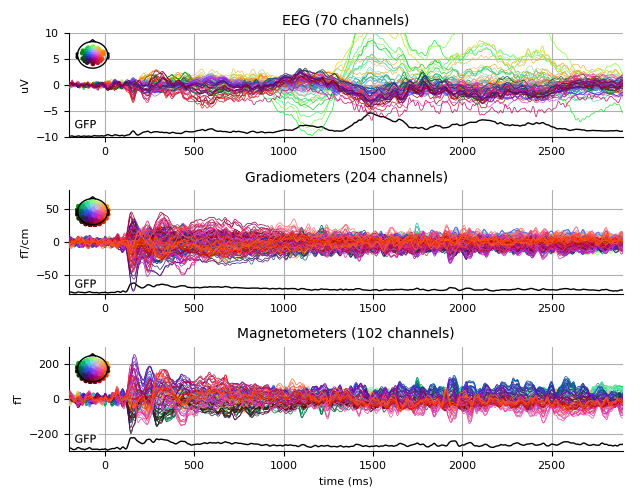 EEG (70 channels)
10
5
0
−5
−10
uV
GFP
0 500 1000 1500 2000 2500
Gradiometers (204 channels)
50
0
−50
fT/cm
GFP
0 500 1000 1500 2000 2500
Magnetometers (102 channels)
200
0
−200
fT
GFP
0 500 1000 1500 2000 2500
time (ms)